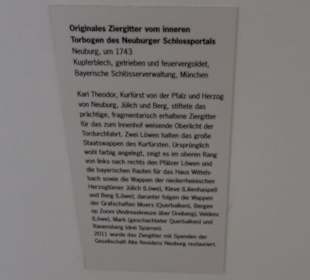 Originales Ziergitter vom inneren
Torbogen des Neuburger Schlossportals
Neuburg, um 1743
Kupferblech, getrieben und feuervergoldet,
Bayerische Schlösserverwaltung, München
Karl Theodor, Kurfürst von der Pfalz und Herzog
von Neuburg, Jülich und Berg, stiftete das
prächtige, fragmentarisch erhaltene Ziergitter
für das zum Innenhof weisende Oberlicht der
Tordurchfahrt. Zwei Löwen halten das große
Staatswappen des Kurfürsten. Ursprünglich
wohl farbig angelegt, zeigt es im oberen Rang
von links nach rechts den Pfälzer Löwen und
die bayerischen Rauten für das Haus Wittels-
bach sowie die Wappen der niederrheinischen
Herzogtümer Jülich (Löwe), Kleve (Lilienhaspel)
und Berg (Löwe), darunter folgen die Wappen
der Grafschaften Moers (Querbalken), Bergen
op Zoom (Andreaskreuze über Dreiberg), Veldenz
(Löwe), Mark (geschachteter Querbalken) und
Ravensberg (drei Sparren).
2011 wurde das Ziergitter mit Spenden der
Gesellschaft Alte Residenz Neuburg restauriert.